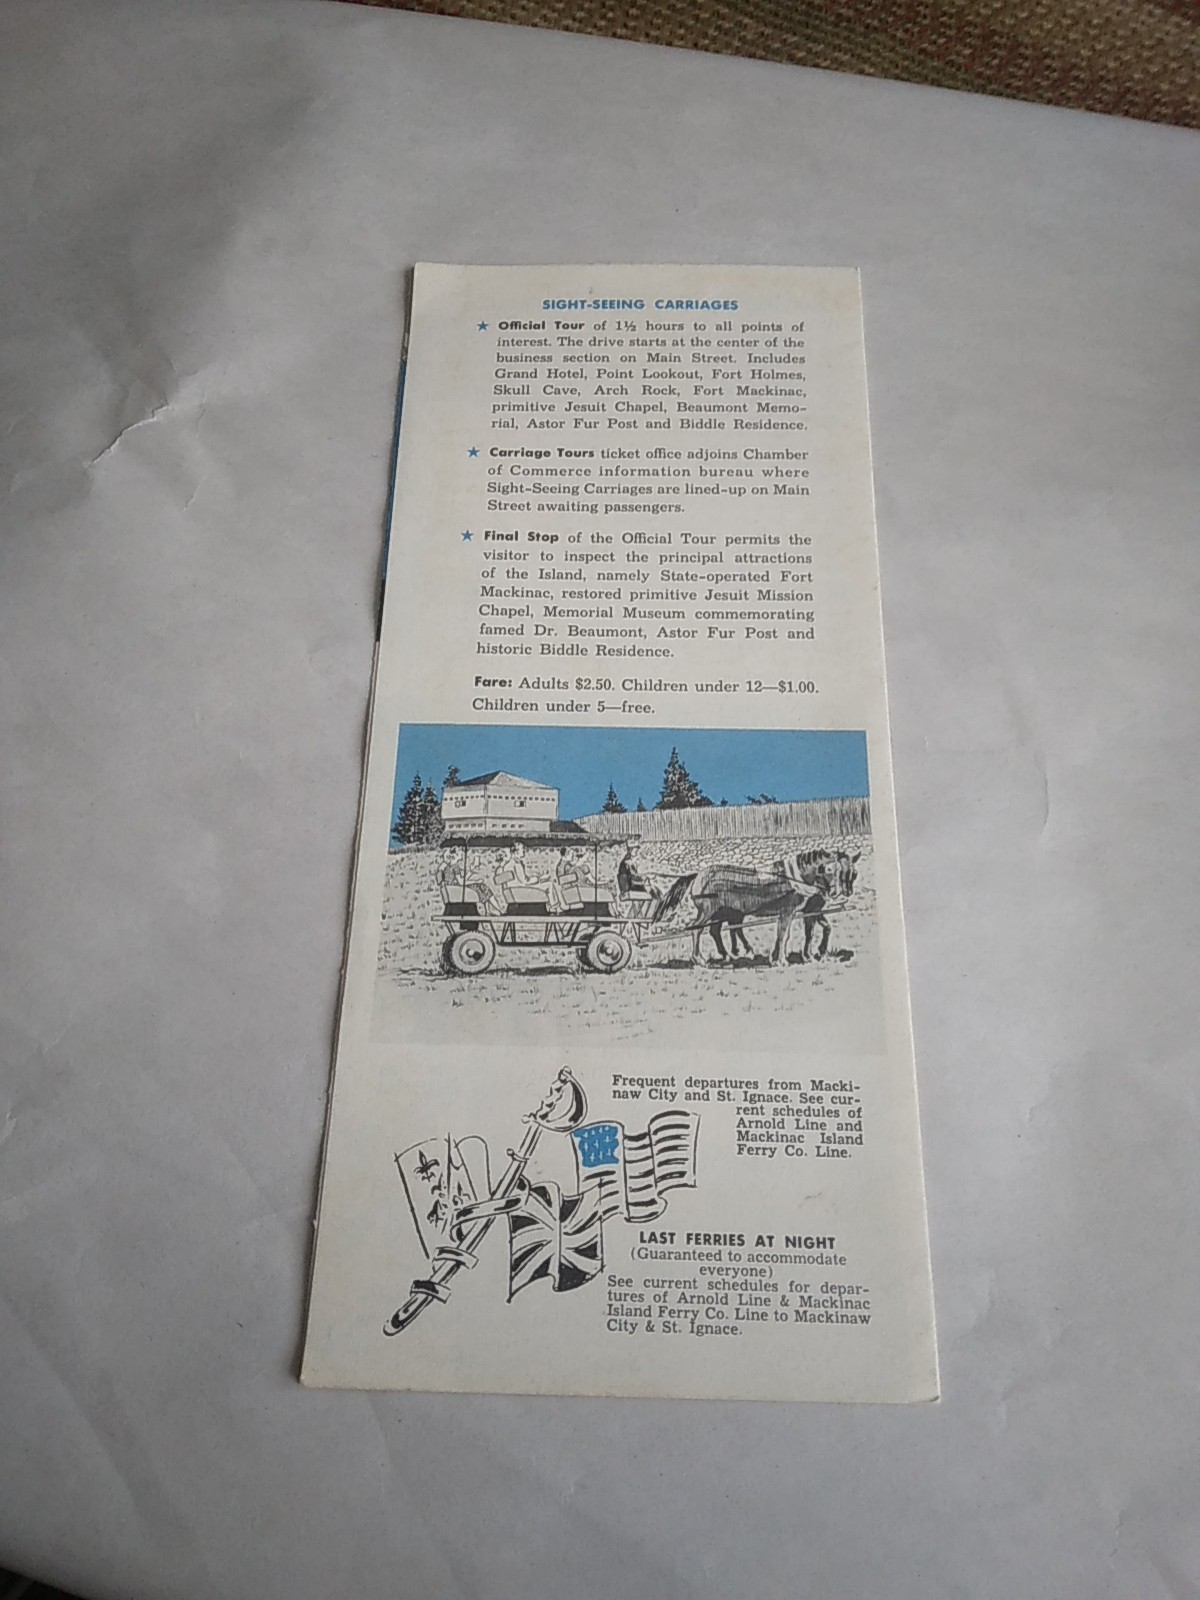 SIGHT-SEEING CARRIAGES
★ Official Tour of 1½ hours to all points of
interest. The drive starts at the center of the
business section on Main Street. Includes
Grand Hotel, Point Lookout, Fort Holmes,
Skull Cave, Arch Rock, Fort Mackinac,
primitive Jesuit Chapel, Beaumont Memo-
rial, Astor Fur Post and Biddle Residence.
★ Carriage Tours ticket office adjoins Chamber
of Commerce information bureau where
Sight-Seeing Carriages are lined-up on Main
Street awaiting passengers.
★ Final Stop of the Official Tour permits the
visitor to inspect the principal attractions
of the Island, namely State-operated Fort
Mackinac, restored primitive Jesuit Mission
Chapel, Memorial Museum commemorating
famed Dr. Beaumont, Astor Fur Post and
historic Biddle Residence.
Fare: Adults $2.50. Children under 12—$1.00.
Children under 5—free.
Frequent departures from Macki-
naw City and St. Ignace. See cur-
rent schedules of
Arnold Line and
Mackinac Island
Ferry Co. Line.
LAST FERRIES AT NIGHT
(Guaranteed to accommodate
everyone)
See current schedules for depar-
tures of Arnold Line & Mackinac
Island Ferry Co. Line to Mackinaw
City & St. Ignace.